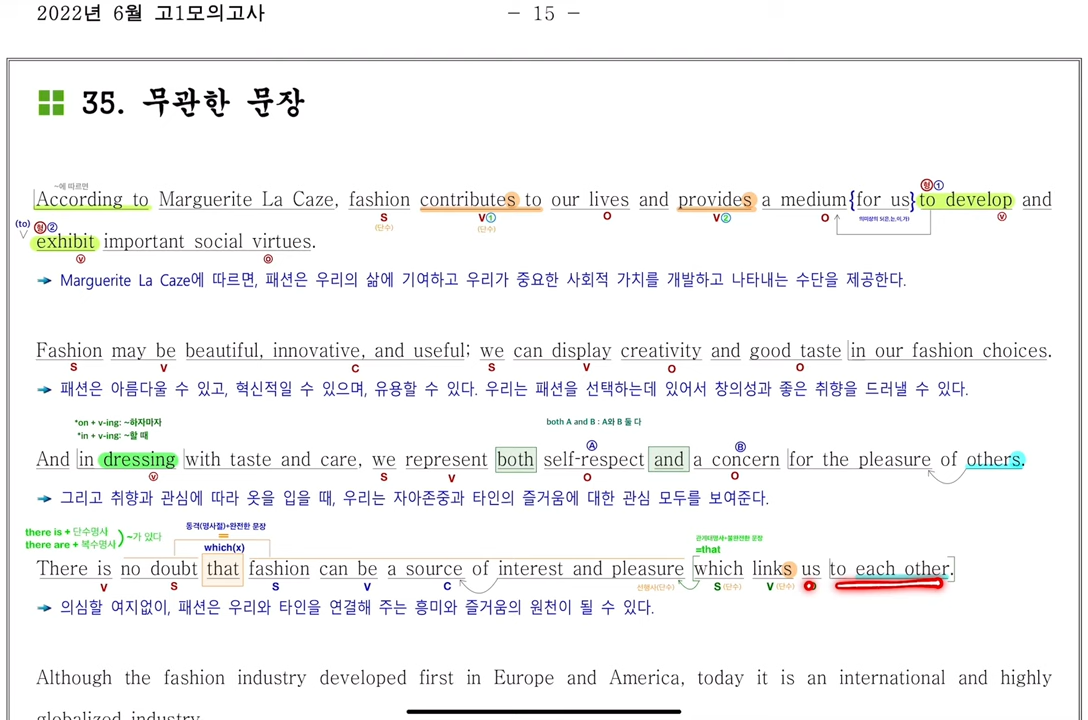 2022년 6월 고1모의고사 - 15 -
35. 무관한 문장
~에 따르면 형①
According to Marguerite La Caze, fashion contributes to our lives and provides a medium {for us} to develop and
S (단수) V① (단수) O V② O 의미상의 S(은,는,이,가) ⓥ
(to) 형②
exhibit important social virtues.
ⓥ ⓞ
➔ Marguerite La Caze에 따르면, 패션은 우리의 삶에 기여하고 우리가 중요한 사회적 가치를 개발하고 나타내는 수단을 제공한다.
Fashion may be beautiful, innovative, and useful; we can display creativity and good taste in our fashion choices.
S V C S V O O
➔ 패션은 아름다울 수 있고, 혁신적일 수 있으며, 유용할 수 있다. 우리는 패션을 선택하는데 있어서 창의성과 좋은 취향을 드러낼 수 있다.
*on + v-ing: ~하자마자 both A and B : A와 B 둘 다
*in + v-ing: ~할 때
Ⓐ Ⓑ
And in dressing with taste and care, we represent both self-respect and a concern for the pleasure of others.
ⓥ S V O O
➔ 그리고 취향과 관심에 따라 옷을 입을 때, 우리는 자아존중과 타인의 즐거움에 대한 관심 모두를 보여준다.
there is + 단수명사 동격(명사절)+완전한 문장
there are + 복수명사 ) ~가 있다 = 관계대명사+불완전한 문장
which(x) =that
There is no doubt that fashion can be a source of interest and pleasure which links us to each other.
V S S V C 선행사(단수) S (단수) V (단수) O
➔ 의심할 여지없이, 패션은 우리와 타인을 연결해 주는 흥미와 즐거움의 원천이 될 수 있다.
Although the fashion industry developed first in Europe and America, today it is an international and highly
globalized industry.